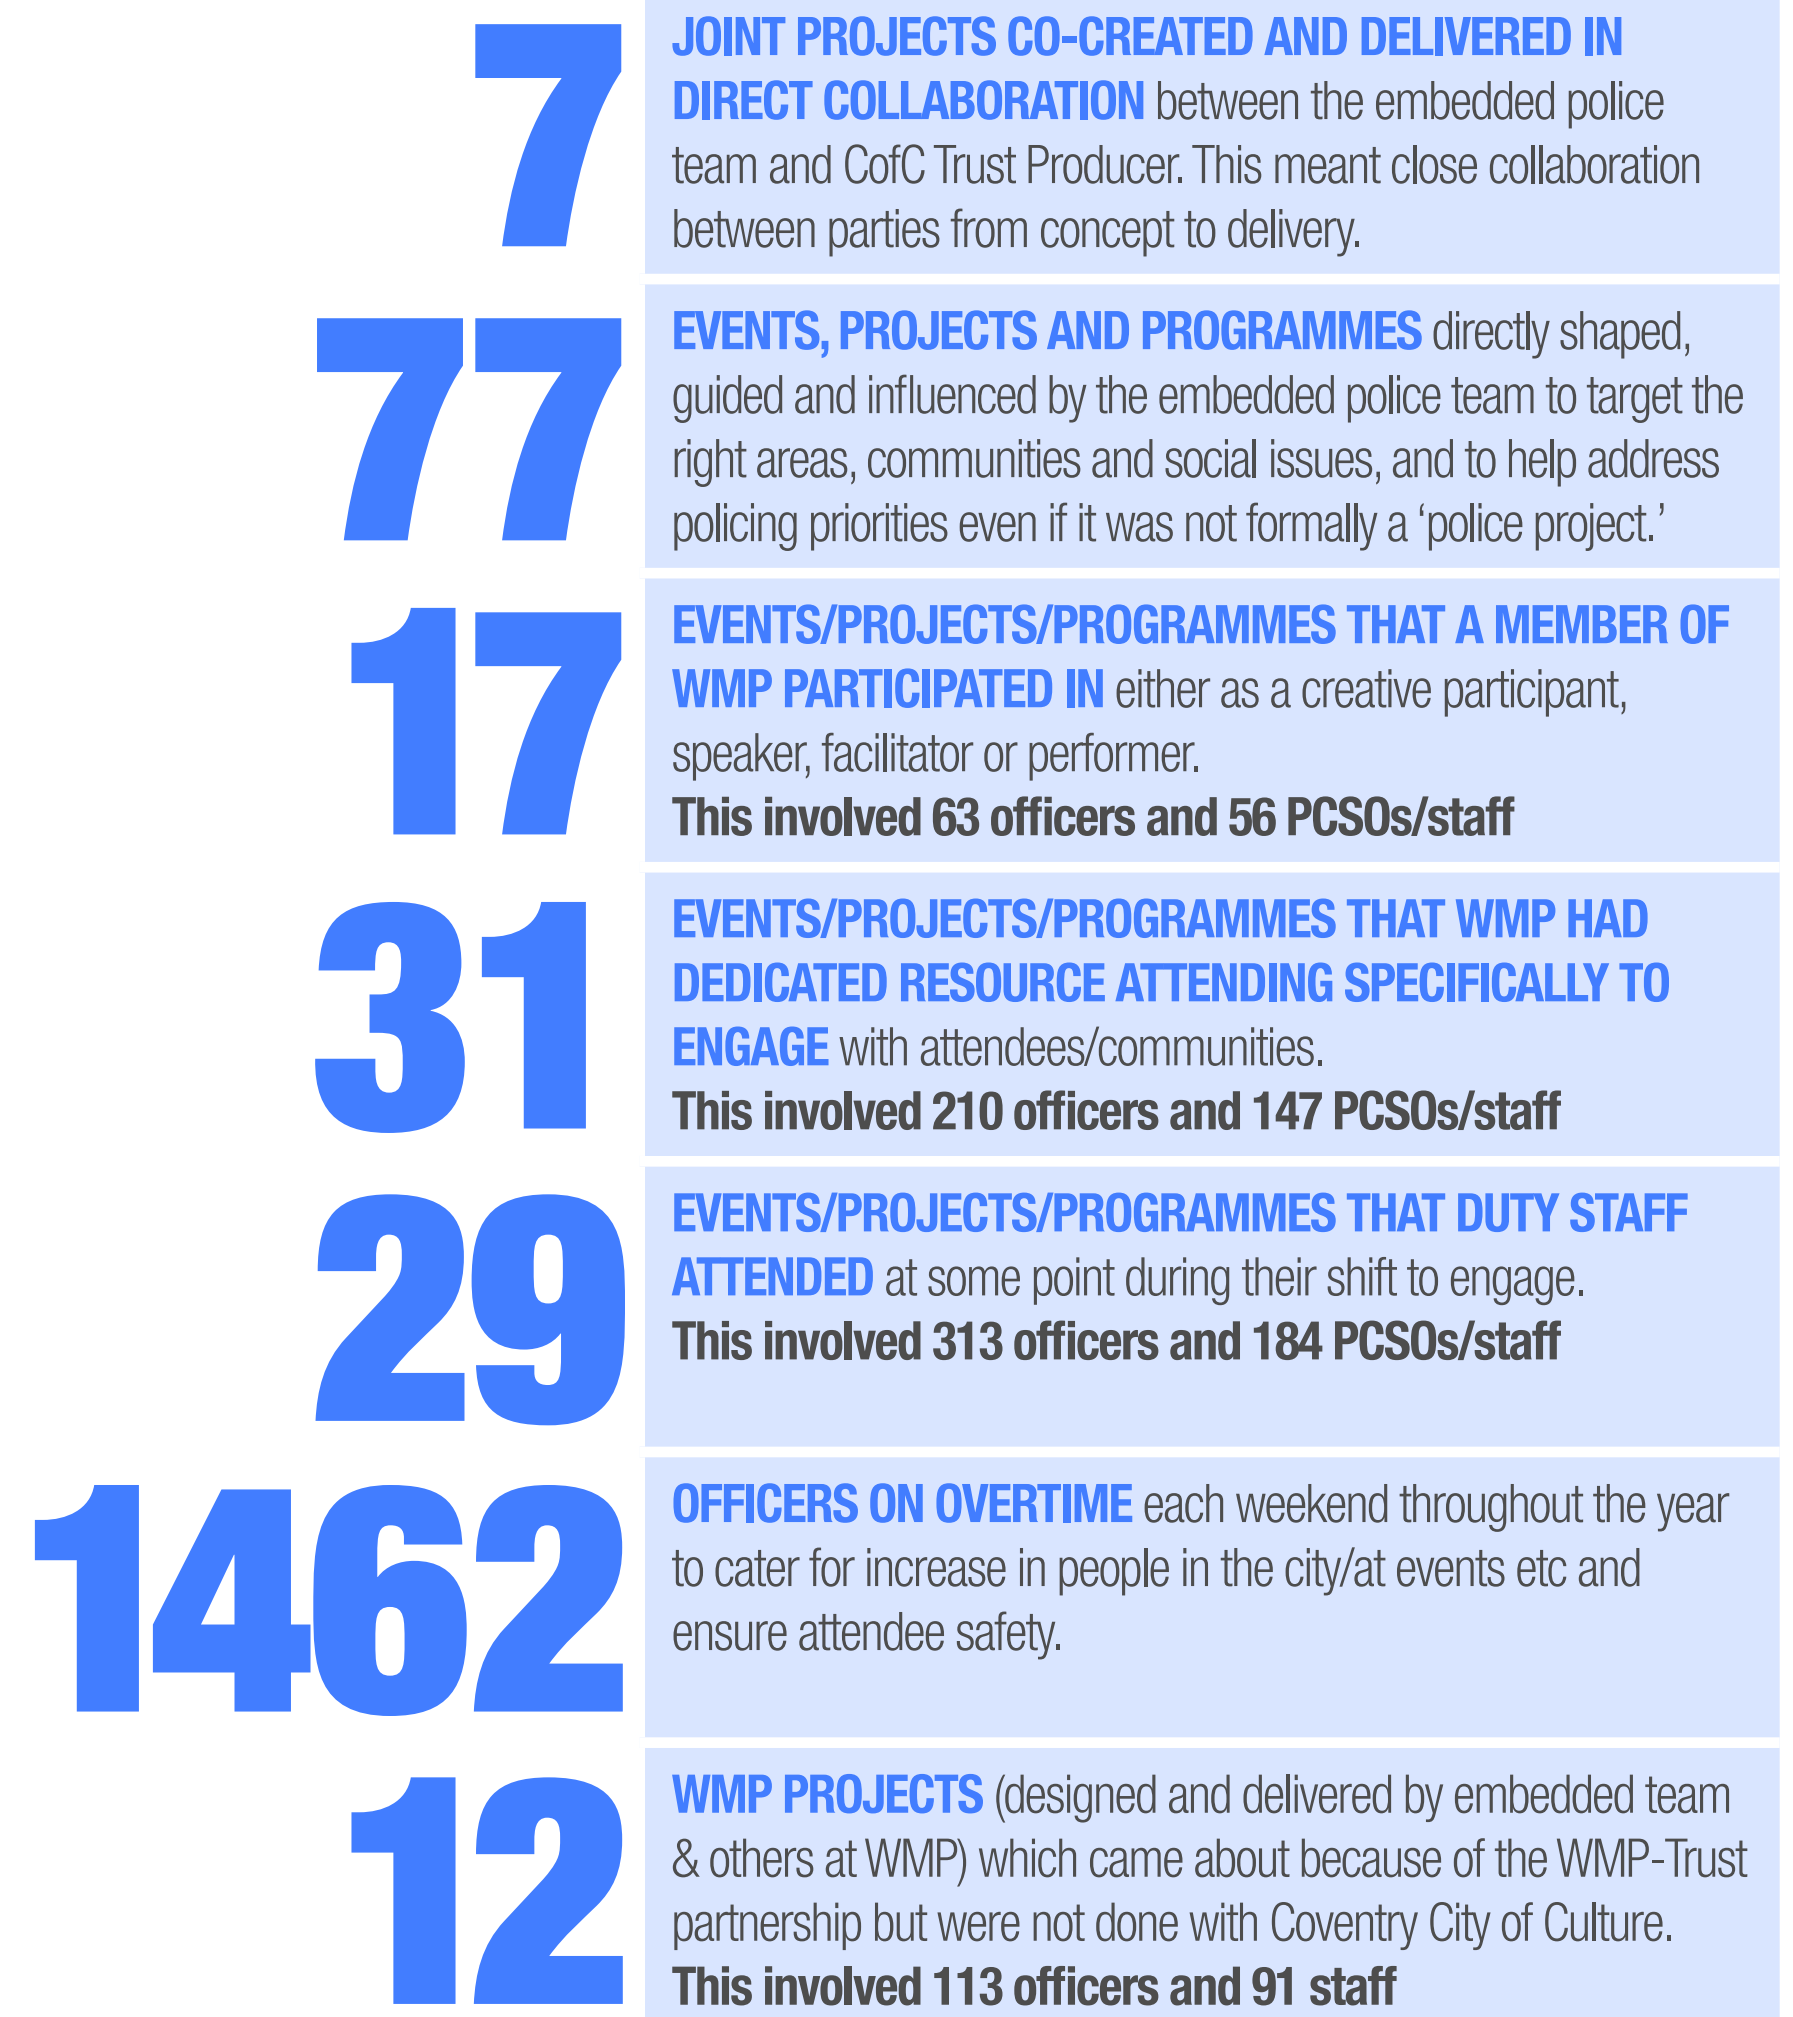 7
JOINT PROJECTS CO-CREATED AND DELIVERED IN
DIRECT COLLABORATION between the embedded police
team and CofC Trust Producer. This meant close collaboration
between parties from concept to delivery.
77
EVENTS, PROJECTS AND PROGRAMMES directly shaped,
guided and influenced by the embedded police team to target the
right areas, communities and social issues, and to help address
policing priorities even if it was not formally a ‘police project.’
17
EVENTS/PROJECTS/PROGRAMMES THAT A MEMBER OF
WMP PARTICIPATED IN either as a creative participant,
speaker, facilitator or performer.
This involved 63 officers and 56 PCSOs/staff
31
EVENTS/PROJECTS/PROGRAMMES THAT WMP HAD
DEDICATED RESOURCE ATTENDING SPECIFICALLY TO
ENGAGE with attendees/communities.
This involved 210 officers and 147 PCSOs/staff
29
EVENTS/PROJECTS/PROGRAMMES THAT DUTY STAFF
ATTENDED at some point during their shift to engage.
This involved 313 officers and 184 PCSOs/staff
1462
OFFICERS ON OVERTIME each weekend throughout the year
to cater for increase in people in the city/at events etc and
ensure attendee safety.
12
WMP PROJECTS (designed and delivered by embedded team
& others at WMP) which came about because of the WMP-Trust
partnership but were not done with Coventry City of Culture.
This involved 113 officers and 91 staff